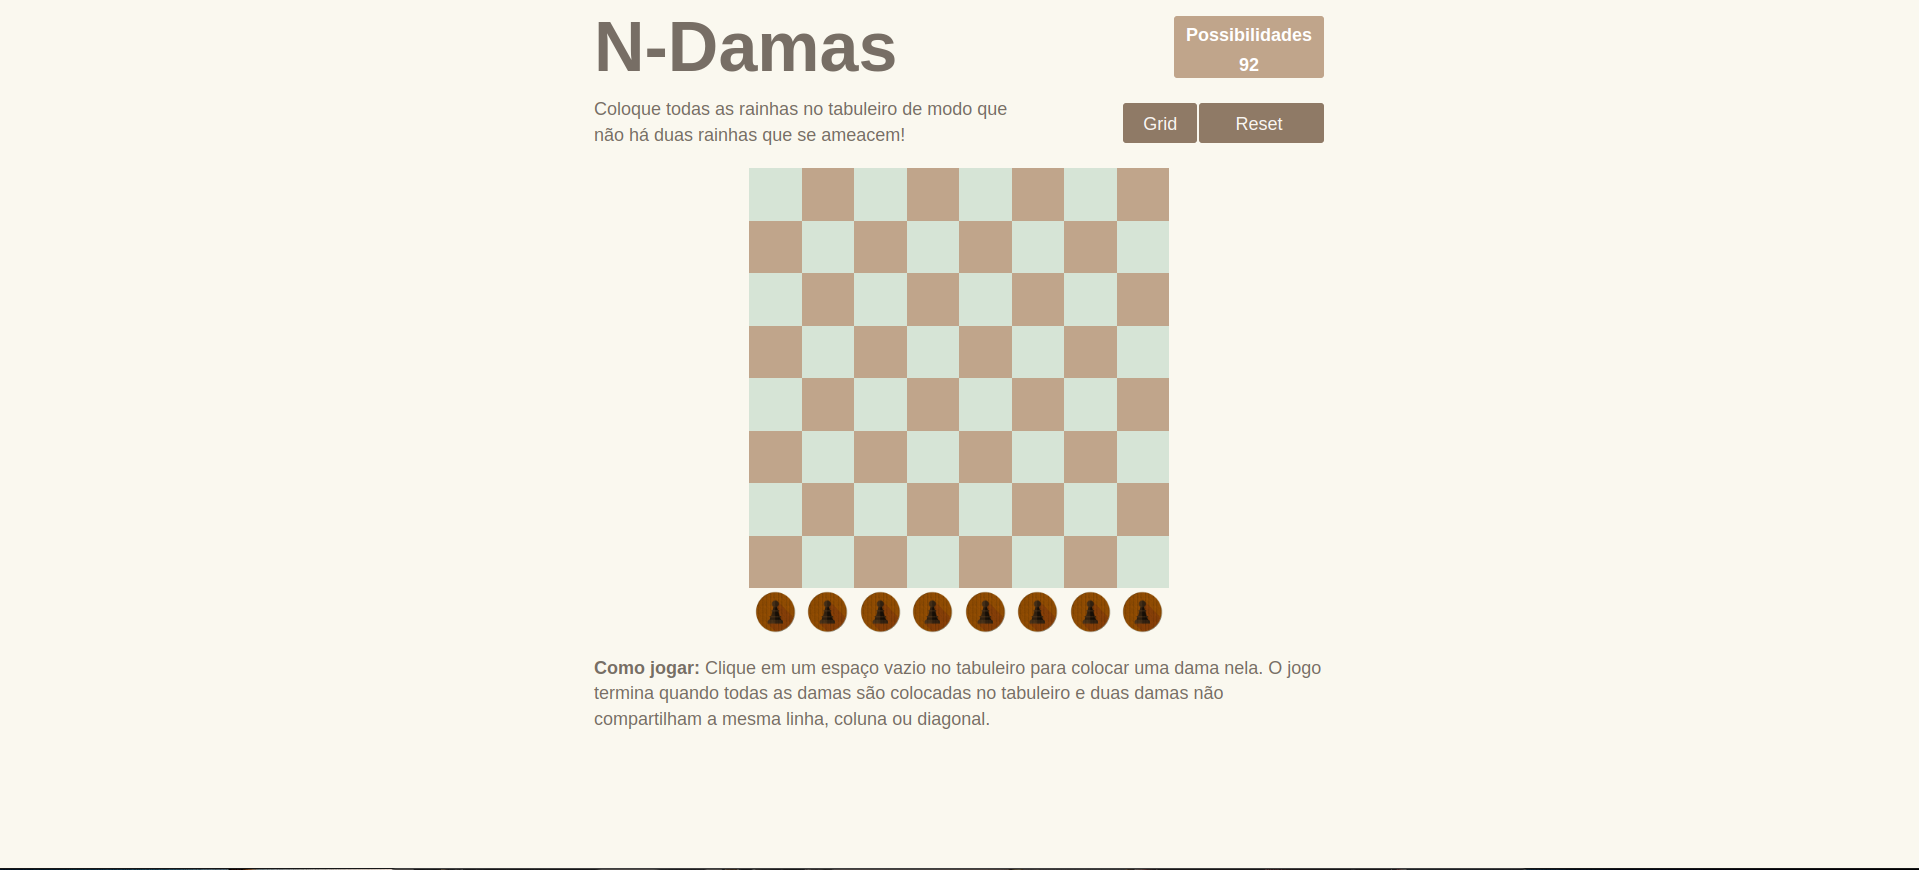 N-Damas
Possibilidades
92
Coloque todas as rainhas no tabuleiro de modo que
não há duas rainhas que se ameacem!
Grid
Reset
Como jogar: Clique em um espaço vazio no tabuleiro para colocar uma dama nela. O jogo
termina quando todas as damas são colocadas no tabuleiro e duas damas não
compartilham a mesma linha, coluna ou diagonal.